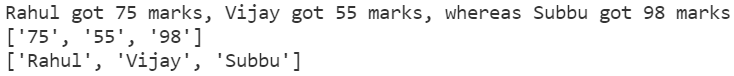 Rahul got 75 marks, Vijay got 55 marks, whereas Subbu got 98 marks
['75', '55', '98']
['Rahul', 'Vijay', 'Subbu']